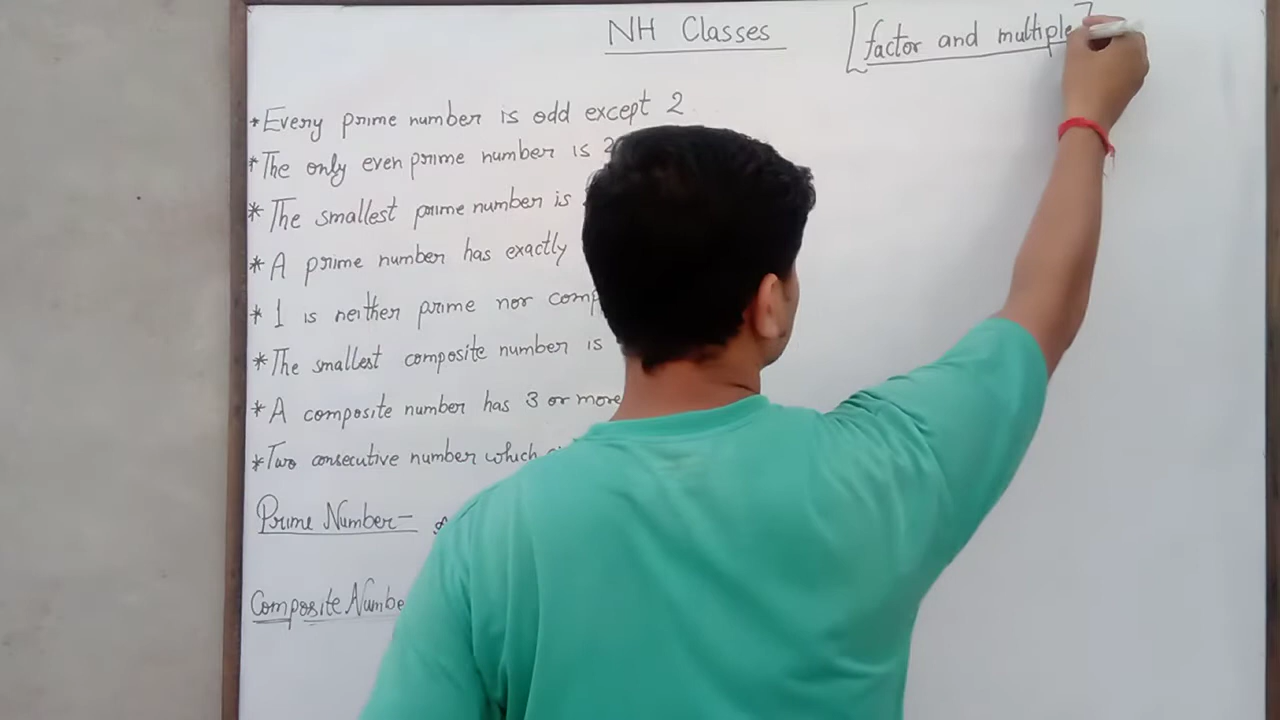 NH Classes
[factor and multiple]
*Every prime number is odd except 2
*The only even prime number is 2
*The smallest prime number is
*A prime number has exactly
*1 is neither prime nor
*The smallest composite number is
*A composite number has 3 or more
*Two consecutive number which
Prime Number-
Composite